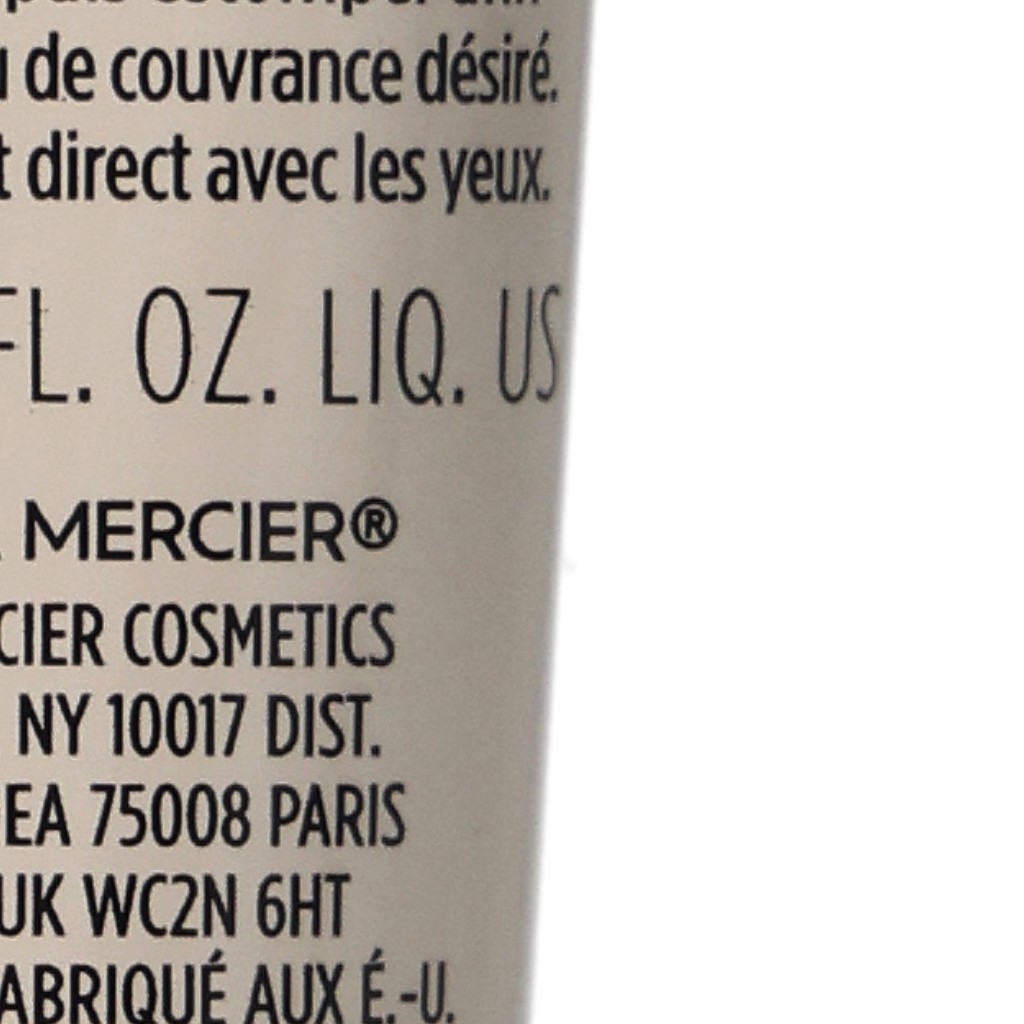 de couvrance désiré.
direct avec les yeux.
FL. OZ. LIQ. US
MERCIER®
CIER COSMETICS
NY 10017 DIST.
EA 75008 PARIS
UK WC2N 6HT
ABRIQUÉ AUX É.-U.